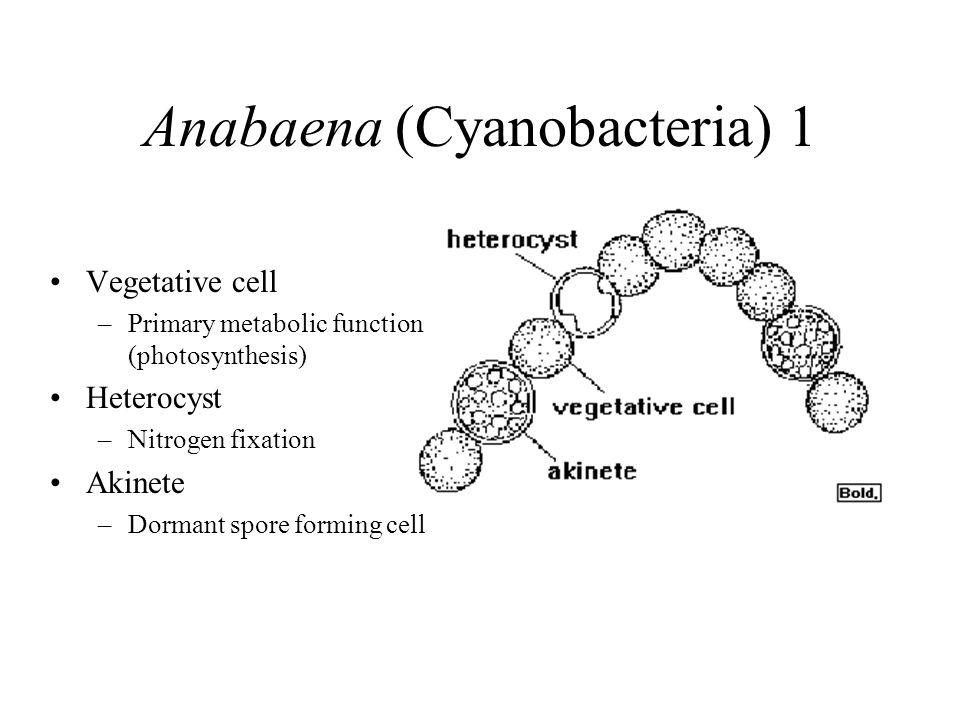 Anabaena (Cyanobacteria) 1
• Vegetative cell
– Primary metabolic function
(photosynthesis)
• Heterocyst
– Nitrogen fixation
• Akinete
– Dormant spore forming cell
heterocyst
vegetative cell
akinete
Bold.